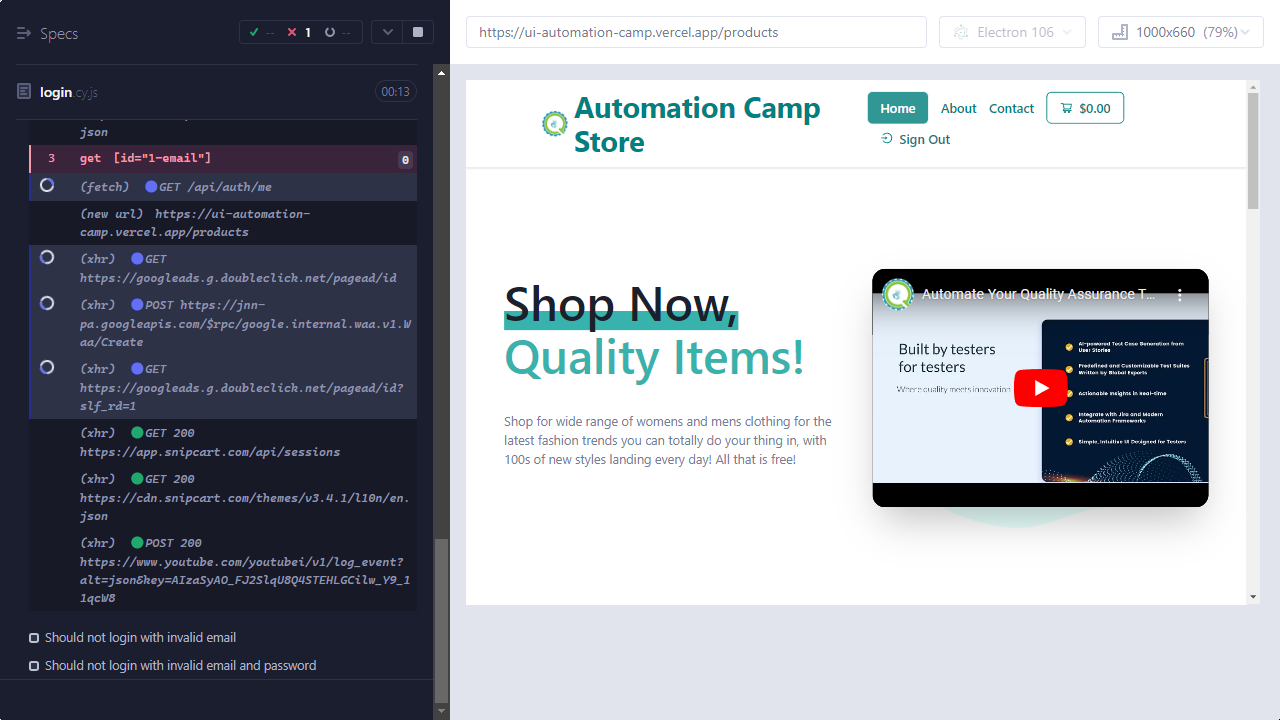 Specs
-- 1 --
login.cy.js 00:13
json
3 get [id="1-email"] 0
(fetch) GET /api/auth/me
(new url) https://ui-automation-
camp.vercel.app/products
(xhr) GET
https://googleads.g.doubleclick.net/pagead/id
(xhr) POST https://jnn-
pa.googleapis.com/$rpc/google.internal.waa.v1.W
aa/Create
(xhr) GET
https://googleads.g.doubleclick.net/pagead/id?
slf_rd=1
(xhr) GET 200
https://app.snipcart.com/api/sessions
(xhr) GET 200
https://cdn.snipcart.com/themes/v3.4.1/l10n/en.
json
(xhr) POST 200
https://www.youtube.com/youtubei/v1/log_event?
alt=json&key=AIzaSyAO_FJ2SlqU8Q4STEHLGCilw_Y9_1
1qcW8
Should not login with invalid email
Should not login with invalid email and password
https://ui-automation-camp.vercel.app/products
Electron 106
1000x660 (79%)
Automation Camp
Store
Home About Contact $0.00
Sign Out
Shop Now,
Quality Items!
Shop for wide range of womens and mens clothing for the
latest fashion trends you can totally do your thing in, with
100s of new styles landing every day! All that is free!
Automate Your Quality Assurance T...
Built by testers
for testers
Where quality meets innovation
AI-powered Test Case Generation from
User Stories
Predefined and Customizable Test Suites
Written by Global Experts
Actionable Insights in Real-time
Integrate with Jira and Modern
Automation Frameworks
Simple, Intuitive UI Designed for Testers